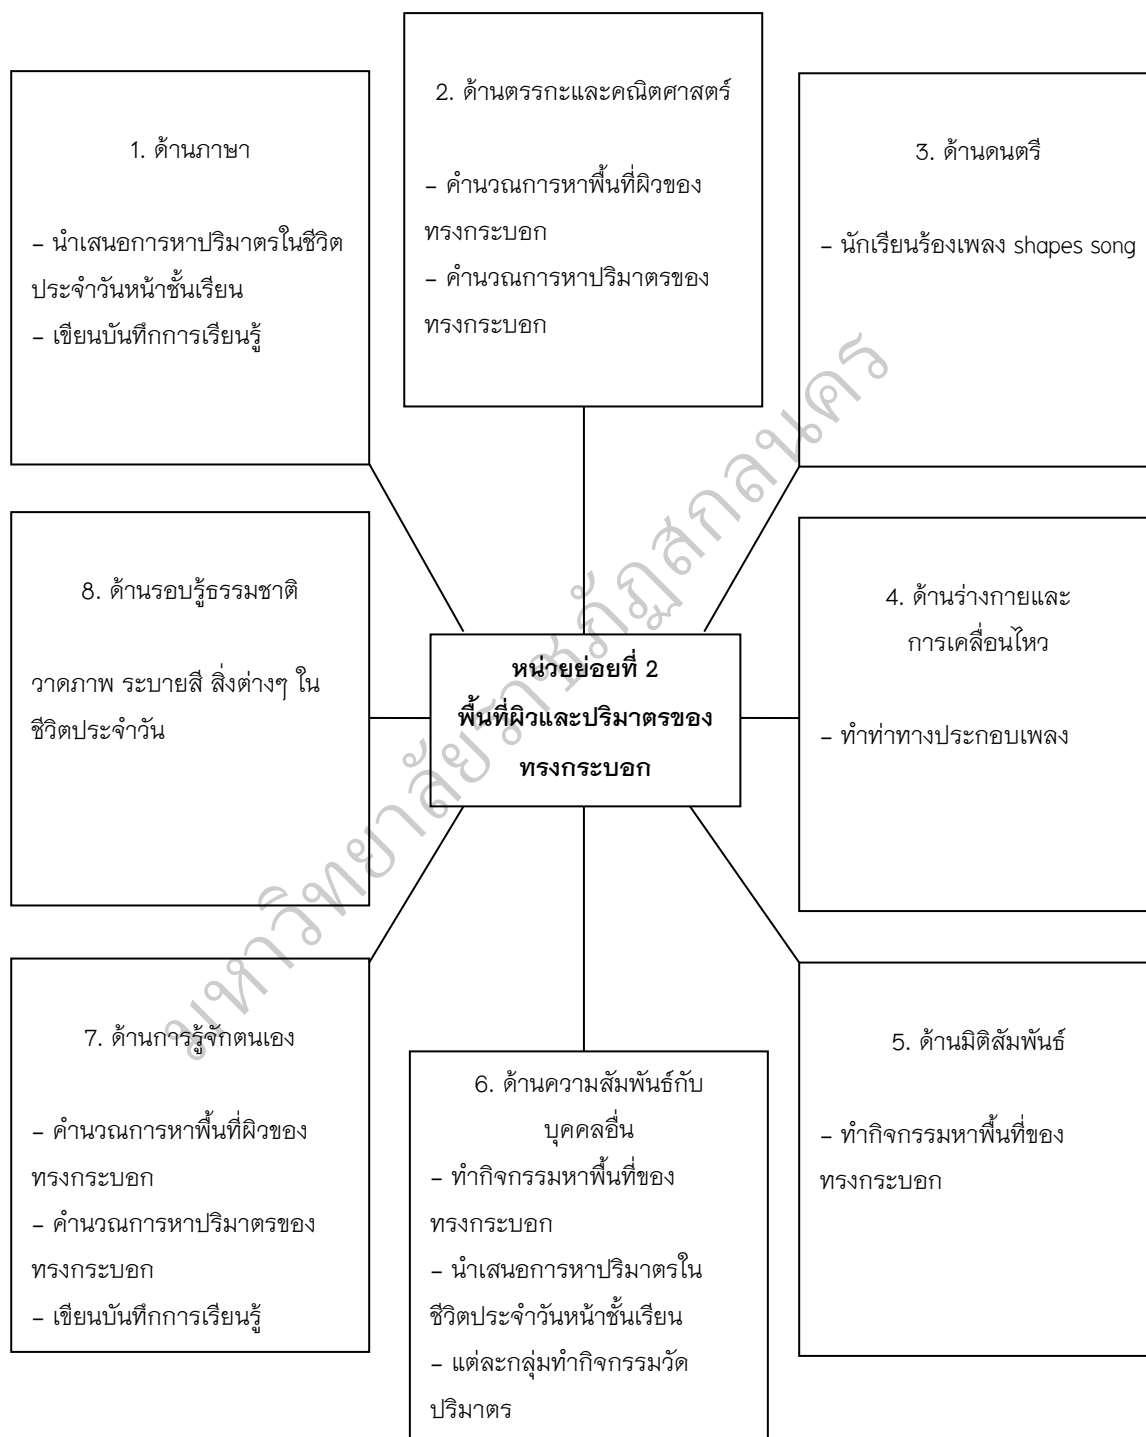 1. ด้านภาษา
– นำเสนอการหาปริมาตรในชีวิต
ประจำวันหน้าชั้นเรียน
– เขียนบันทึกการเรียนรู้
2. ด้านตรรกะและคณิตศาสตร์
– คำนวณการหาพื้นที่ผิวของ
ทรงกระบอก
– คำนวณการหาปริมาตรของ
ทรงกระบอก
3. ด้านดนตรี
– นักเรียนร้องเพลง shapes song
8. ด้านรอบรู้ธรรมชาติ
วาดภาพ ระบายสี สิ่งต่างๆ ใน
ชีวิตประจำวัน
หน่วยย่อยที่ 2
พื้นที่ผิวและปริมาตรของ
ทรงกระบอก
4. ด้านร่างกายและ
การเคลื่อนไหว
– ทำท่าทางประกอบเพลง
7. ด้านการรู้จักตนเอง
– คำนวณการหาพื้นที่ผิวของ
ทรงกระบอก
– คำนวณการหาปริมาตรของ
ทรงกระบอก
– เขียนบันทึกการเรียนรู้
6. ด้านความสัมพันธ์กับ
บุคคลอื่น
– ทำกิจกรรมหาพื้นที่ของ
ทรงกระบอก
– นำเสนอการหาปริมาตรใน
ชีวิตประจำวันหน้าชั้นเรียน
– แต่ละกลุ่มทำกิจกรรมวัด
ปริมาตร
5. ด้านมิติสัมพันธ์
– ทำกิจกรรมหาพื้นที่ของ
ทรงกระบอก
มหาวิทยาลัยราชภัฏสกลนคร